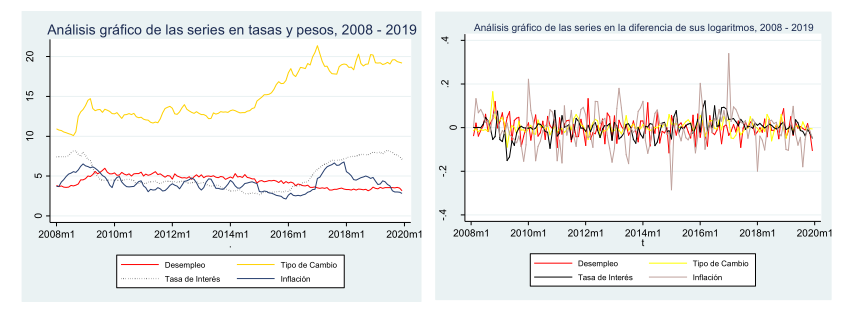 Análisis gráfico de las series en tasas y pesos, 2008 - 2019
20
15
10
5
0
2008m1 2010m1 2012m1 2014m1 2016m1 2018m1 2020m1
.
Desempleo Tipo de Cambio
Tasa de Interés Inflación
Análisis gráfico de las series en la diferencia de sus logaritmos, 2008 - 2019
.4
.2
0
-.2
-.4
2008m1 2010m1 2012m1 2014m1 2016m1 2018m1 2020m1
t
Desempleo Tipo de Cambio
Tasa de Interés Inflación